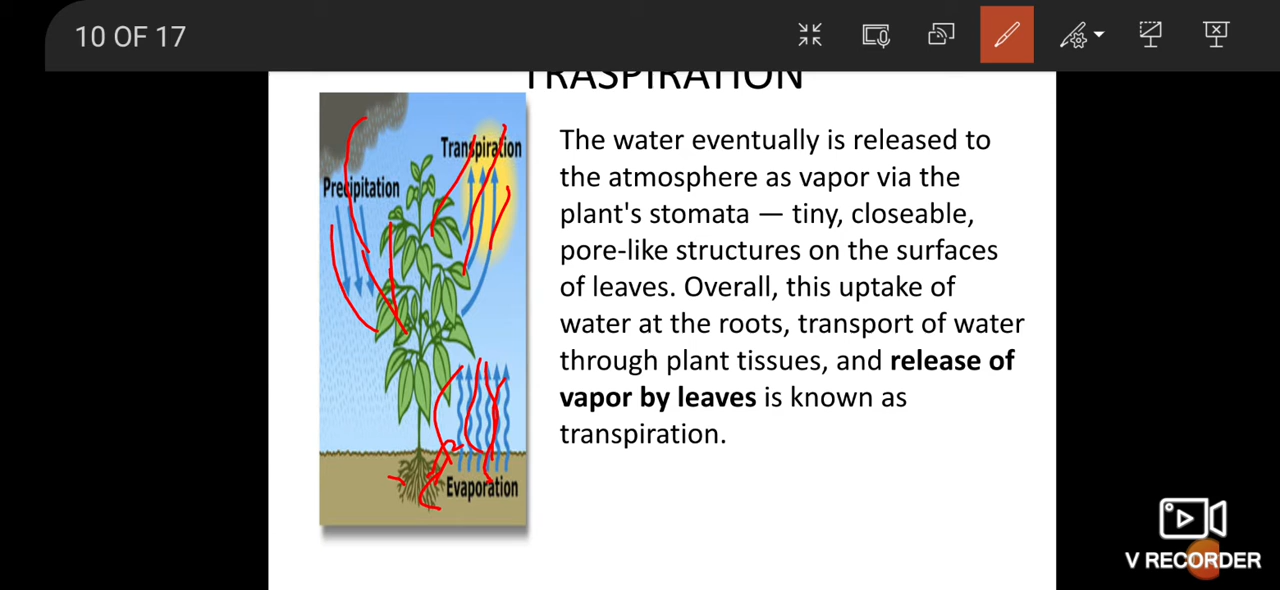 10 OF 17
TRASPIRATION
Transpiration
Precipitation
Evaporation
The water eventually is released to
the atmosphere as vapor via the
plant's stomata — tiny, closeable,
pore-like structures on the surfaces
of leaves. Overall, this uptake of
water at the roots, transport of water
through plant tissues, and release of
vapor by leaves is known as
transpiration.
V RECORDER